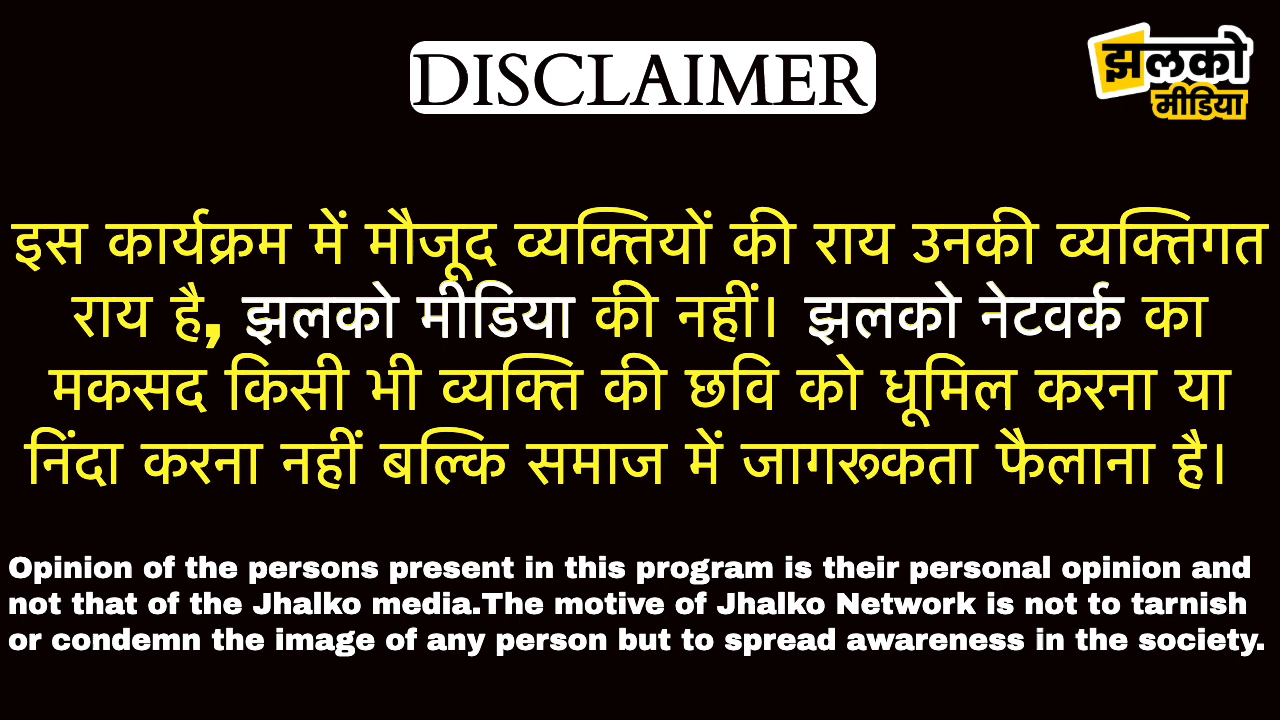 DISCLAIMER
झलको
मीडिया
इस कार्यक्रम में मौजूद व्यक्तियों की राय उनकी व्यक्तिगत
राय है, झलको मीडिया की नहीं। झलको नेटवर्क का
मकसद किसी भी व्यक्ति की छवि को धूमिल करना या
निंदा करना नहीं बल्कि समाज में जागरूकता फैलाना है।
Opinion of the persons present in this program is their personal opinion and
not that of the Jhalko media.The motive of Jhalko Network is not to tarnish
or condemn the image of any person but to spread awareness in the society.